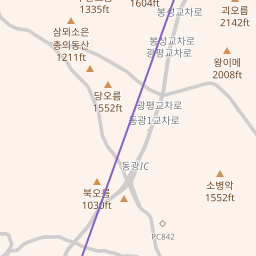 1335ft
1604ft
봉성교차로
괴오름
2142ft
삼뫼소은
총의동산
1211ft
봉성교차로
광평교차로
왕이메
2008ft
당오름
1552ft
광평교차로
동광1교차로
동광IC
북오름
1030ft
소병악
1552ft
PC842